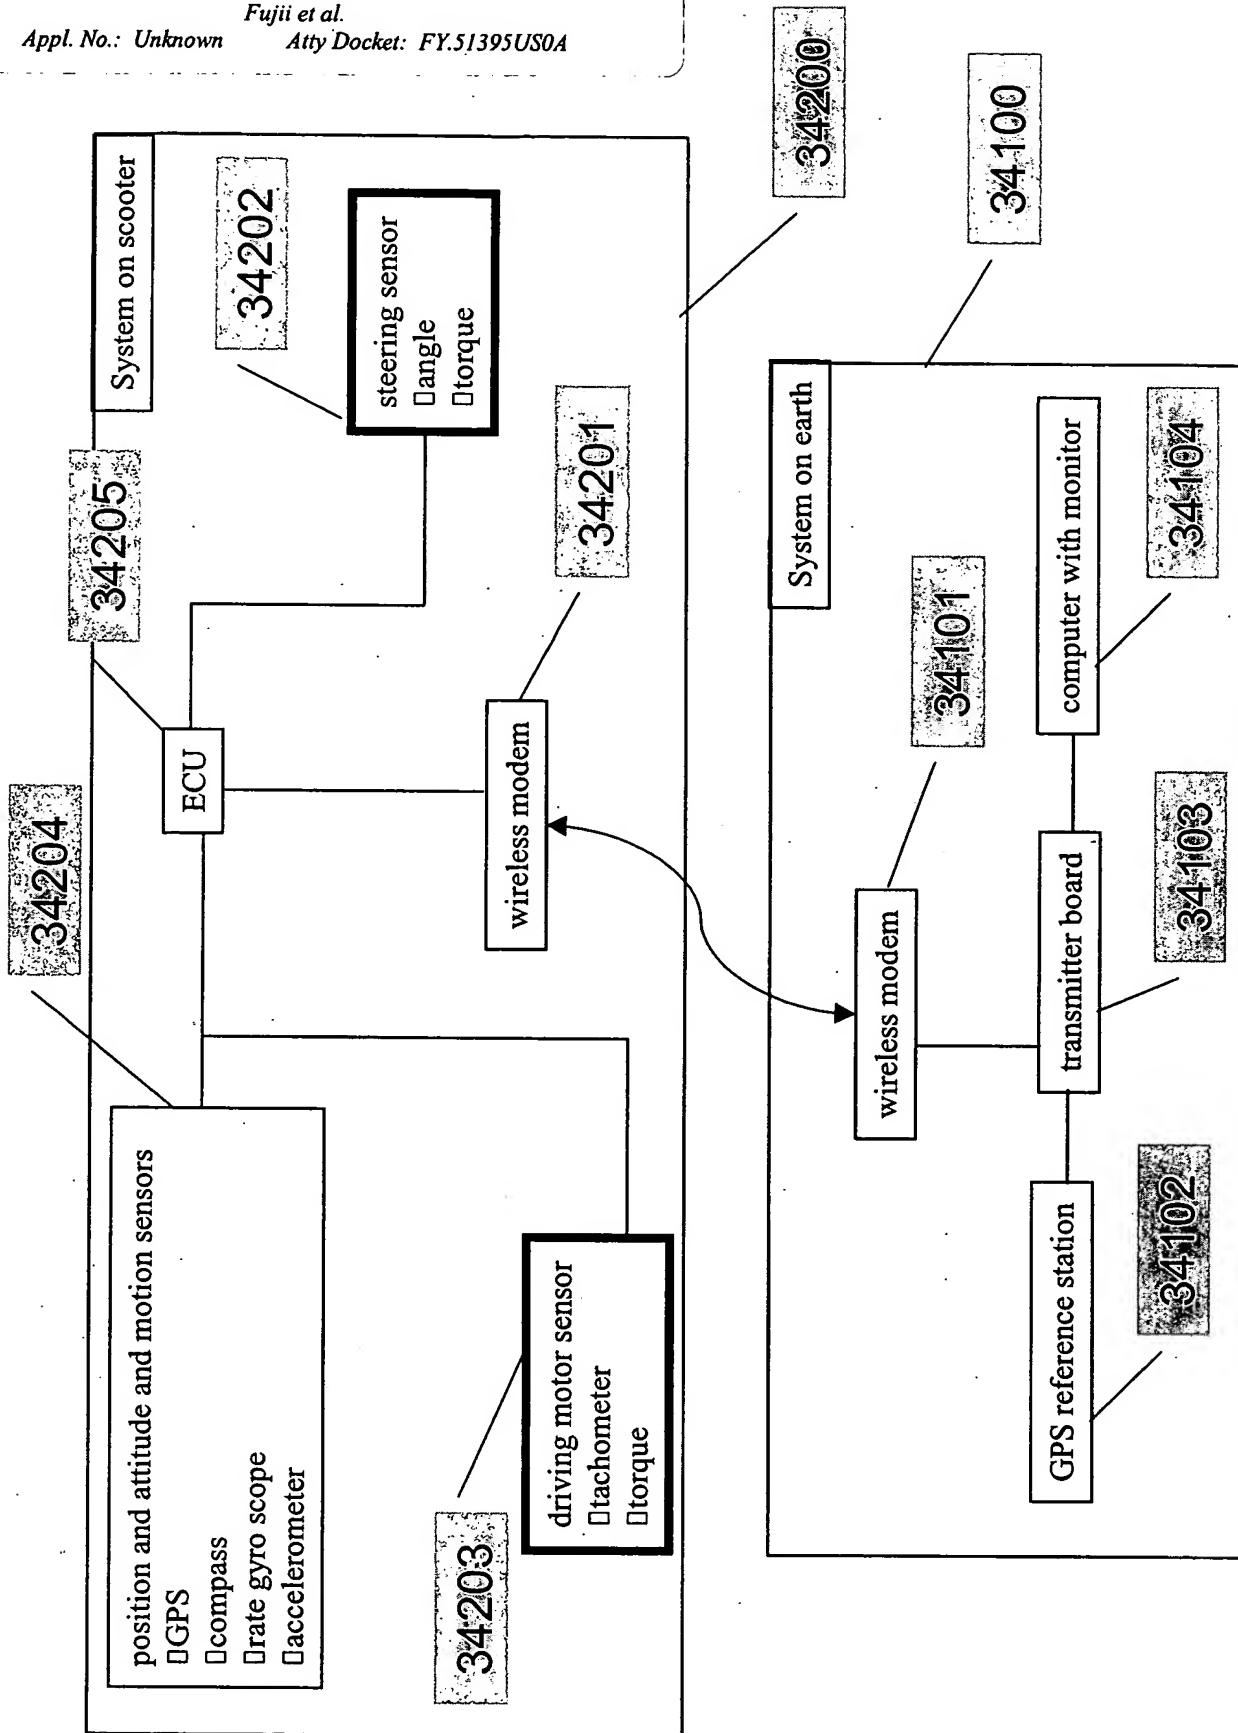 Fujii et al.
Appl. No.: Unknown Atty Docket: FY.51395US0A
System on scooter
34204
34205
34202
position and attitude and motion sensors
▯GPS
▯compass
▯rate gyro scope
▯accelerometer
ECU
steering sensor
▯angle
▯torque
34203
driving motor sensor
▯tachometer
▯torque
wireless modem
34201
34200
System on earth
34100
wireless modem
34101
GPS reference station
transmitter board
computer with monitor
34102
34103
34104